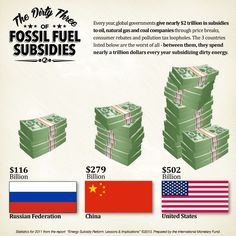 The Dirty Three
OF
FOSSIL FUEL
SUBSIDIES
Every year, global governments give nearly $2 trillion in subsidies
to oil, natural gas and coal companies through price breaks,
consumer rebates and pollution tax loopholes. The 3 countries
listed below are the worst of all - between them, they spend
nearly a trillion dollars every year subsidizing dirty energy.
$116
Billion
$279
Billion
$502
Billion
Russian Federation
China
United States
Statistics for 2011 from the report "Energy Subsidy Reform: Lessons & Implications" ©2013. Prepared by the International Monetary Fund